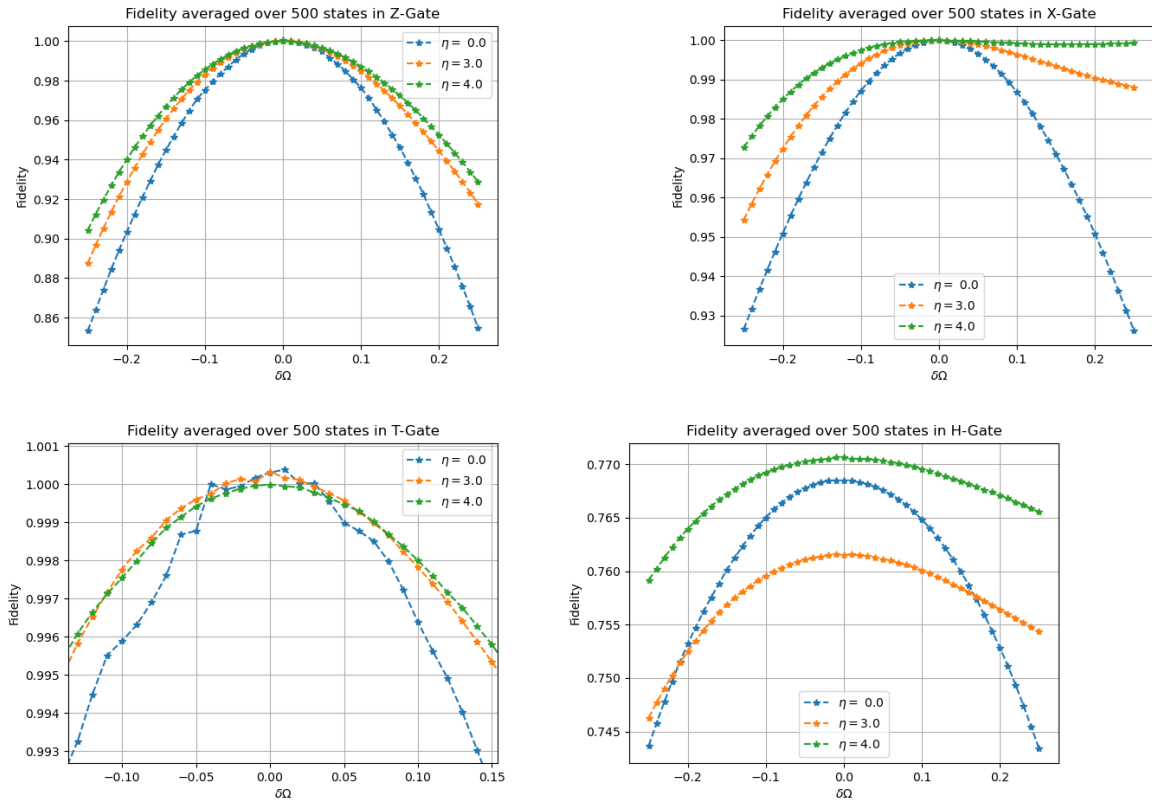 Fidelity averaged over 500 states in Z-Gate
1.00
0.98
0.96
0.94
0.92
0.90
0.88
0.86
Fidelity
η = 0.0
η = 3.0
η = 4.0
−0.2
−0.1
0.0
0.1
0.2
δΩ
Fidelity averaged over 500 states in X-Gate
1.00
0.99
0.98
0.97
0.96
0.95
0.94
0.93
Fidelity
η = 0.0
η = 3.0
η = 4.0
−0.2
−0.1
0.0
0.1
0.2
δΩ
Fidelity averaged over 500 states in T-Gate
1.001
1.000
0.999
0.998
0.997
0.996
0.995
0.994
0.993
Fidelity
η = 0.0
η = 3.0
η = 4.0
−0.10
−0.05
0.00
0.05
0.10
0.15
δΩ
Fidelity averaged over 500 states in H-Gate
0.770
0.765
0.760
0.755
0.750
0.745
Fidelity
η = 0.0
η = 3.0
η = 4.0
−0.2
−0.1
0.0
0.1
0.2
δΩ